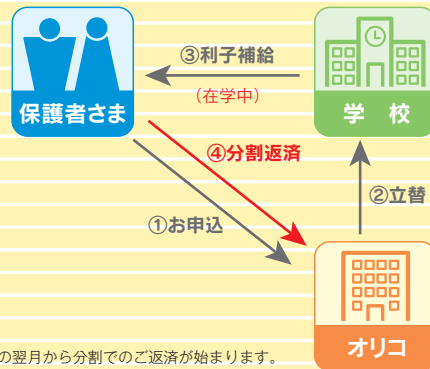 ③利子補給
(在学中)
保護者さま
学 校
④分割返済
②立替
①お申込
オリコ
の翌月から分割でのご返済が始まります。